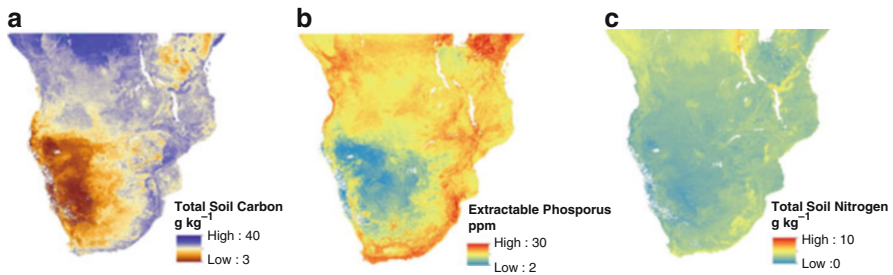 a
b
c
Total Soil Carbon
g kg⁻¹
High : 40
Low : 3
Extractable Phosporus
ppm
High : 30
Low : 2
Total Soil Nitrogen
g kg⁻¹
High : 10
Low :0